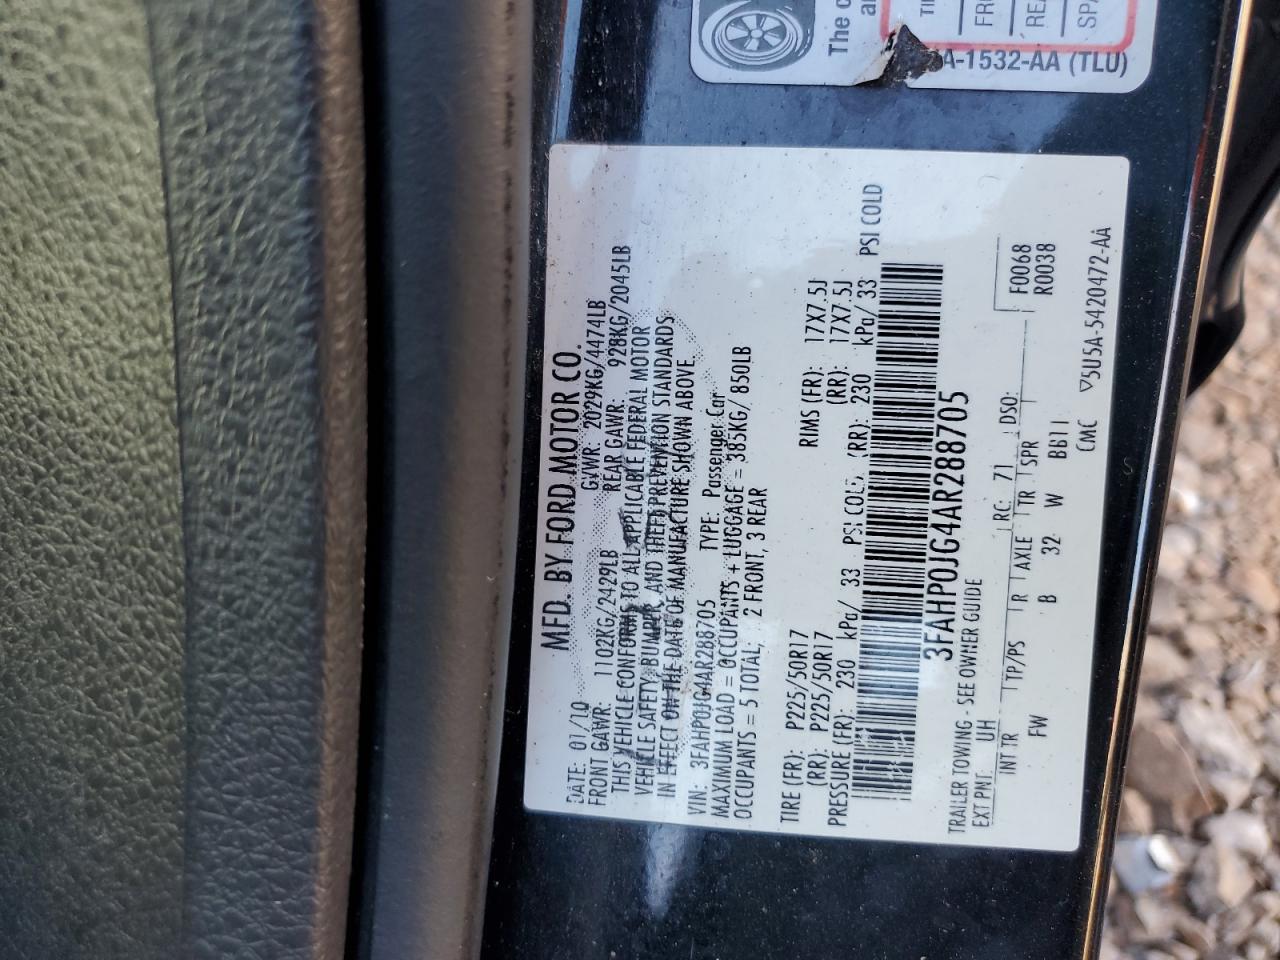 MFD. BY FORD MOTOR CO.
DATE: 01/10 GVWR: 2029KG/4474LB
FRONT GAWR: 1102KG/2429LB REAR GAWR: 928KG/2045LB
THIS VEHICLE CONFORMS TO ALL APPLICABLE FEDERAL MOTOR
VEHICLE SAFETY, BUMPER, AND THEFT PREVENTION STANDARDS
IN EFFECT ON THE DATE OF MANUFACTURE SHOWN ABOVE.
VIN: 3FAHP0JG4AR288705 TYPE: Passenger Car
MAXIMUM LOAD = OCCUPANTS + LUGGAGE = 385KG/ 850LB
OCCUPANTS = 5 TOTAL, 2 FRONT, 3 REAR
TIRE (FR): P225/50R17 RIMS (FR): 17X7.5J
(RR): P225/50R17 (RR): 17X7.5J
PRESSURE (FR): 230 kPa/ 33 PSI COLD (RR): 230 kPa/ 33 PSI COLD
3FAHP0JG4AR288705
TRAILER TOWING - SEE OWNER GUIDE
EXT PNT: UH RC: 71 DSO:
INT TR TP/PS R AXLE TR SPR F0068
FW B 32 W B611 R0038
CMC
▽5U5A-5420472-AA
The
A-1532-AA (TLU)